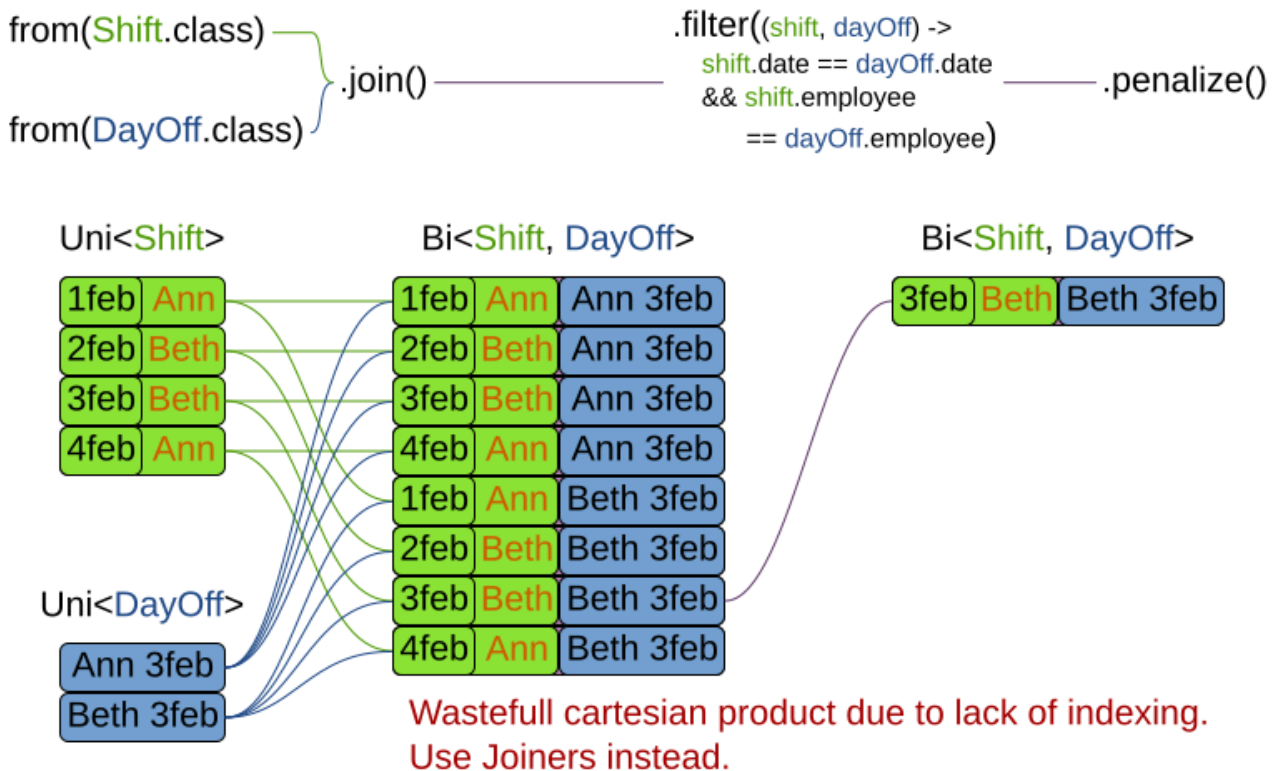 from(Shift.class)
from(DayOff.class)
.join()
.filter((shift, dayOff) ->
shift.date == dayOff.date
&& shift.employee
== dayOff.employee)
.penalize()
Uni<Shift>
1feb Ann
2feb Beth
3feb Beth
4feb Ann
Uni<DayOff>
Ann 3feb
Beth 3feb
Bi<Shift, DayOff>
1feb Ann Ann 3feb
2feb Beth Ann 3feb
3feb Beth Ann 3feb
4feb Ann Ann 3feb
1feb Ann Beth 3feb
2feb Beth Beth 3feb
3feb Beth Beth 3feb
4feb Ann Beth 3feb
Bi<Shift, DayOff>
3feb Beth Beth 3feb
Wastefull cartesian product due to lack of indexing.
Use Joiners instead.